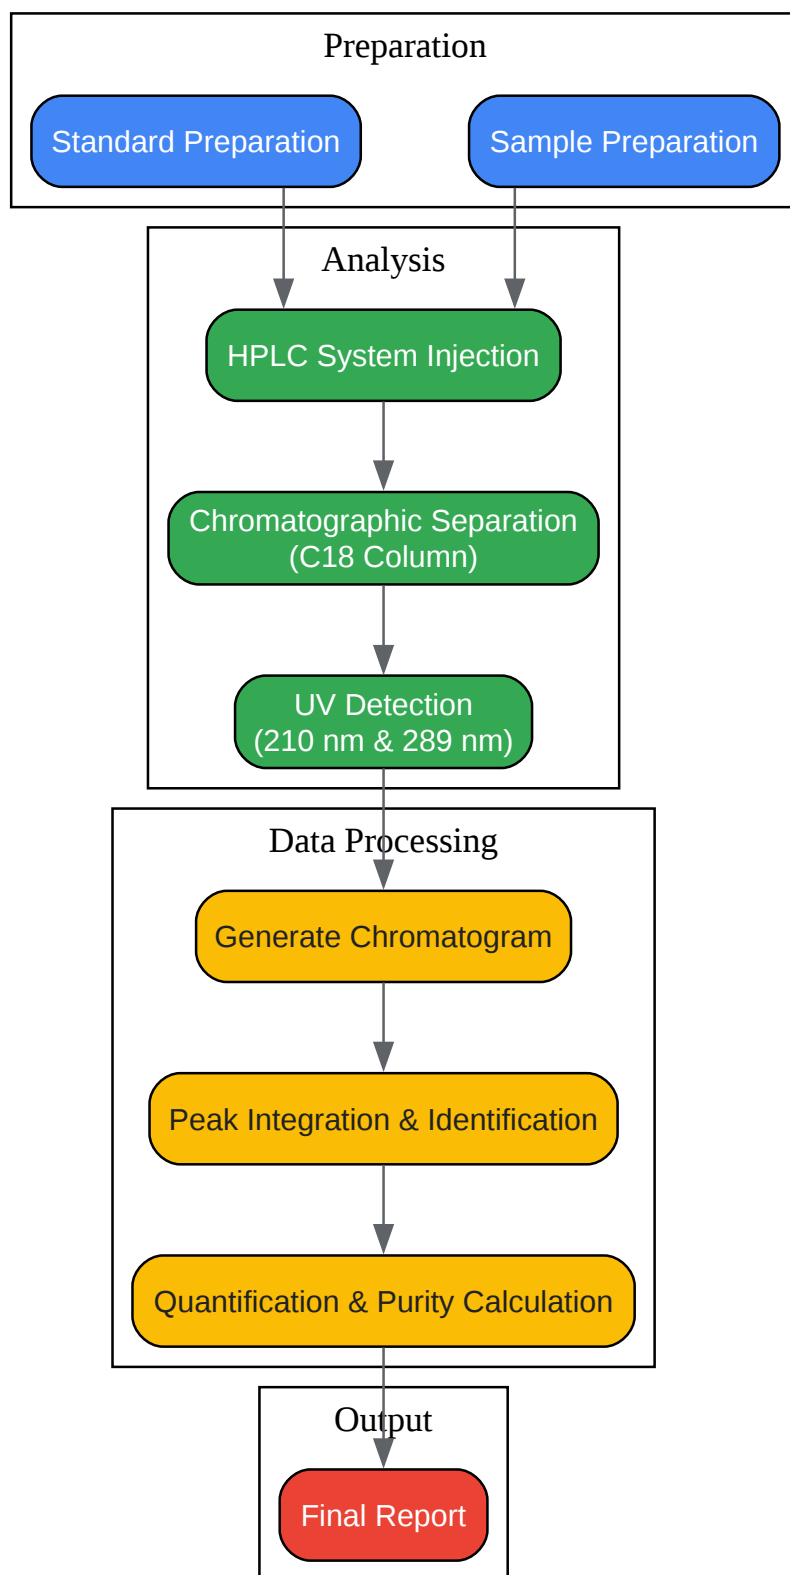 Preparation
Standard Preparation
Sample Preparation
Analysis
HPLC System Injection
Chromatographic Separation
(C18 Column)
UV Detection
(210 nm & 289 nm)
Data Processing
Generate Chromatogram
Peak Integration & Identification
Quantification & Purity Calculation
Output
Final Report